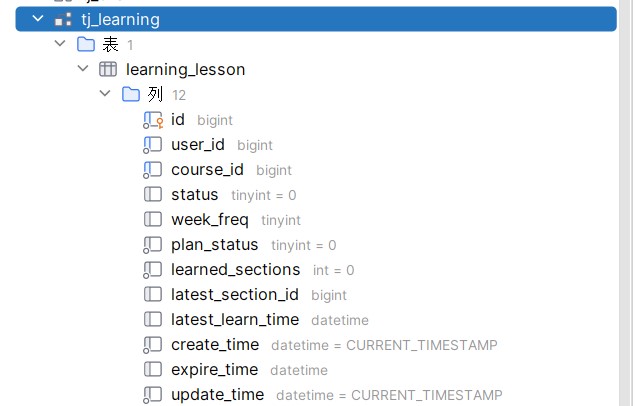 tj_learning
表 1
learning_lesson
列 12
id bigint
user_id bigint
course_id bigint
status tinyint = 0
week_freq tinyint
plan_status tinyint = 0
learned_sections int = 0
latest_section_id bigint
latest_learn_time datetime
create_time datetime = CURRENT_TIMESTAMP
expire_time datetime
update_time datetime = CURRENT_TIMESTAMP